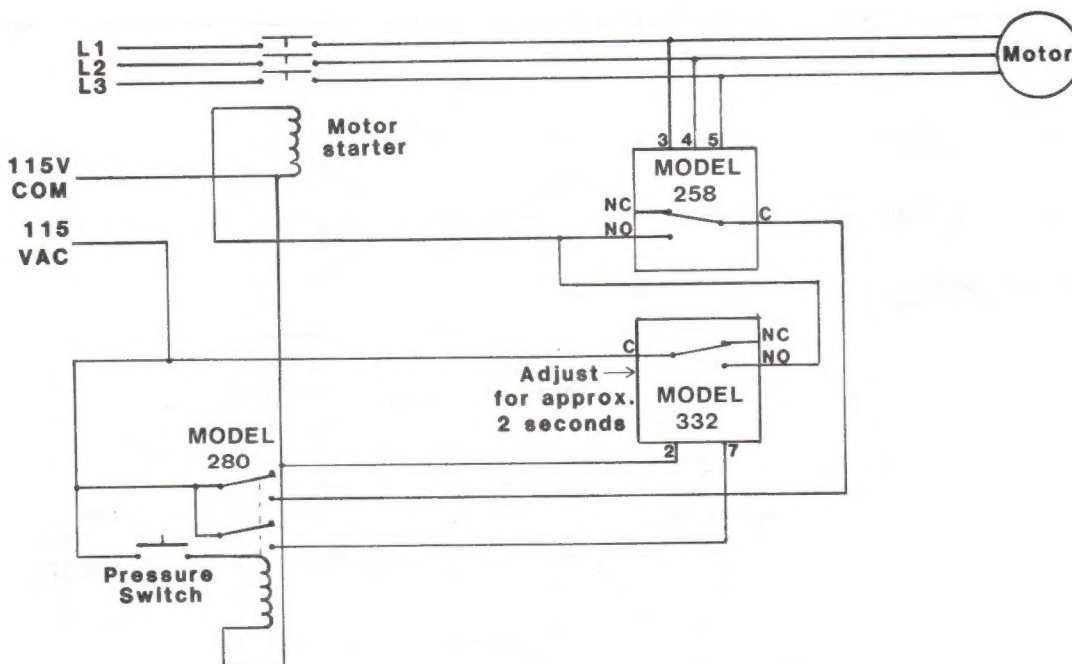 L1
L2
L3
Motor
Motor
starter
115V
COM
115
VAC
3 4 5
MODEL
258
NC
NO
C
C
NC
NO
Adjust
for approx.
2 seconds
MODEL
332
2 7
MODEL
280
Pressure
Switch